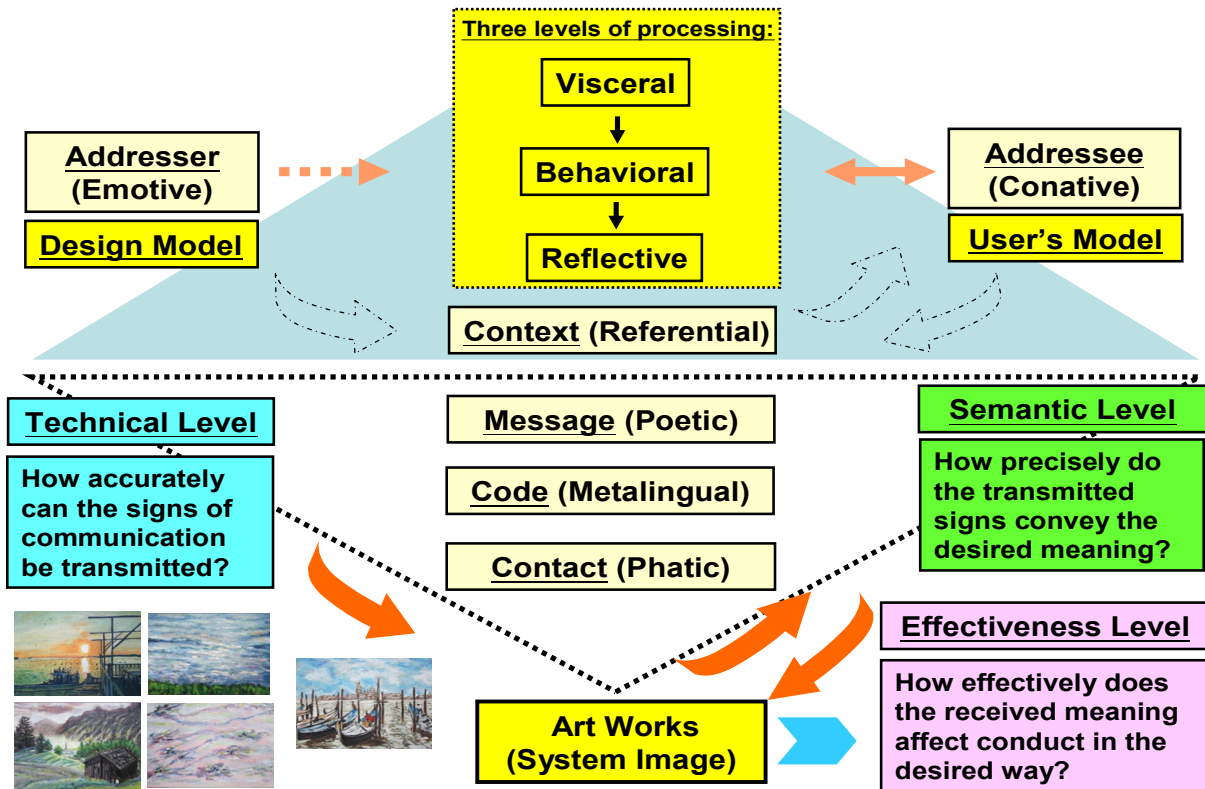 Three levels of processing:
Visceral
Behavioral
Reflective
Addresser
(Emotive)
Design Model
Addressee
(Conative)
User's Model
Context (Referential)
Technical Level
How accurately
can the signs of
communication
be transmitted?
Message (Poetic)
Code (Metalingual)
Contact (Phatic)
Semantic Level
How precisely do
the transmitted
signs convey the
desired meaning?
Art Works
(System Image)
Effectiveness Level
How effectively does
the received meaning
affect conduct in the
desired way?